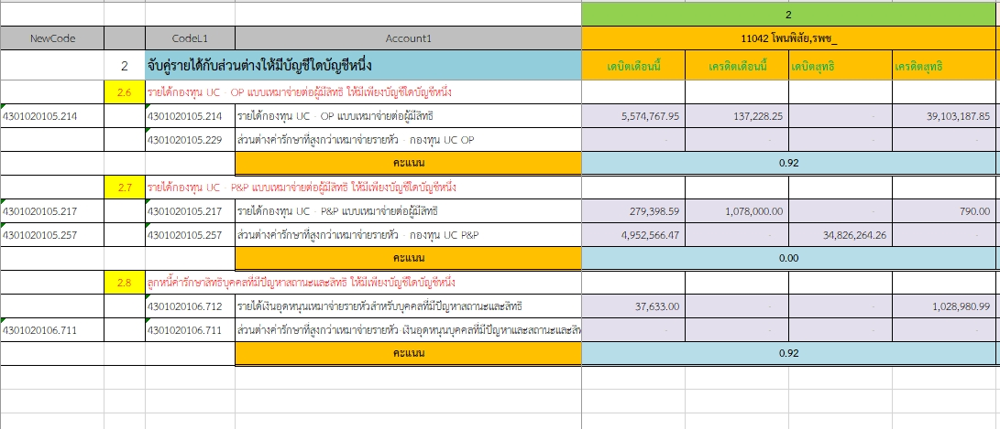 2
NewCode CodeL1 Account1 11042 โพนพิสัย,รพช_
2 จับคู่รายได้กับส่วนต่างให้มีบัญชีใดบัญชีหนึ่ง เดบิตเดือนนี้ เครดิตเดือนนี้ เดบิตสุทธิ เครดิตสุทธิ
2.6 รายได้กองทุน UC - OP แบบเหมาจ่ายต่อผู้มีสิทธิ ให้มีเพียงบัญชีใดบัญชีหนึ่ง
4301020105.214 4301020105.214 รายได้กองทุน UC - OP แบบเหมาจ่ายต่อผู้มีสิทธิ 5,574,767.95 137,228.25 - 39,103,187.85
4301020105.229 ส่วนต่างค่ารักษาที่สูงกว่าเหมาจ่ายรายหัว - กองทุน UC OP - - - -
คะแนน 0.92
2.7 รายได้กองทุน UC - P&P แบบเหมาจ่ายต่อผู้มีสิทธิ ให้มีเพียงบัญชีใดบัญชีหนึ่ง
4301020105.217 4301020105.217 รายได้กองทุน UC - P&P แบบเหมาจ่ายต่อผู้มีสิทธิ 279,398.59 1,078,000.00 - 790.00
4301020105.257 4301020105.257 ส่วนต่างค่ารักษาที่สูงกว่าเหมาจ่ายรายหัว - กองทุน UC P&P 4,952,566.47 - 34,826,264.26 -
คะแนน 0.00
2.8 ลูกหนี้ค่ารักษาสิทธิบุคคลที่มีปัญหาสถานะและสิทธิ ให้มีเพียงบัญชีใดบัญชีหนึ่ง
4301020106.712 รายได้เงินอุดหนุนเหมาจ่ายรายหัวสำหรับบุคคลที่มีปัญหาสถานะและสิทธิ 37,633.00 - - 1,028,980.99
4301020106.711 4301020106.711 ส่วนต่างค่ารักษาที่สูงกว่าเหมาจ่ายรายหัว เงินอุดหนุนบุคคลที่มีปัญหาและสถานะและสิท - - - -
คะแนน 0.92